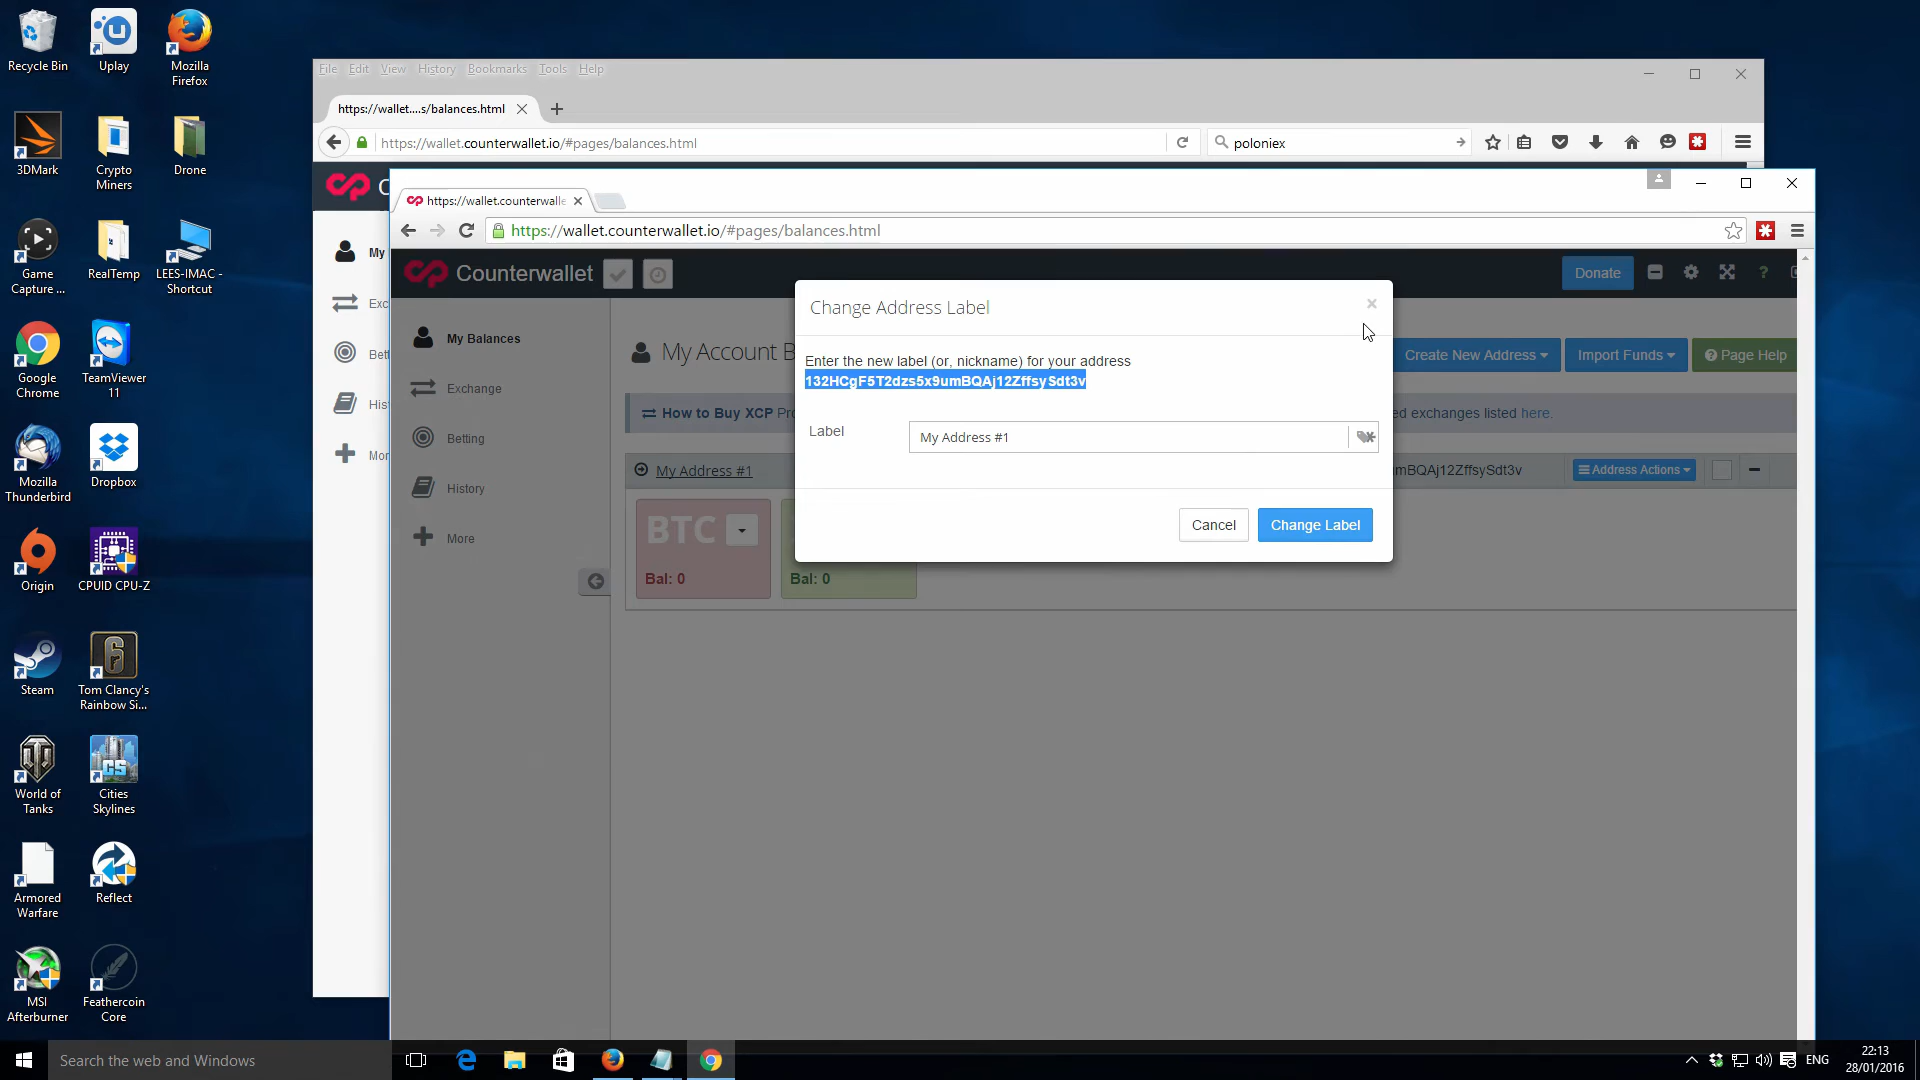 Recycle Bin
Uplay
Mozilla
Firefox
3DMark
Crypto
Miners
Drone
Game
Capture ...
RealTemp
LEES-IMAC -
Shortcut
Google
Chrome
TeamViewer
11
Mozilla
Thunderbird
Dropbox
Origin
CPUID CPU-Z
Steam
Tom Clancy's
Rainbow Si...
World of
Tanks
Cities
Skylines
Armored
Warfare
Reflect
MSI
Afterburner
Feathercoin
Core
File Edit View History Bookmarks Tools Help
https://wallet....s/balances.html
https://wallet.counterwallet.io/#pages/balances.html
poloniex
My
Exc
Bet
His
Mor
https://wallet.counterwalle
https://wallet.counterwallet.io/#pages/balances.html
Counterwallet
Donate
?
My Balances
Exchange
Betting
History
More
My Account B
Create New Address
Import Funds
Page Help
How to Buy XCP Pr
ed exchanges listed here.
My Address #1
mBQAj12ZffsySdt3v
Address Actions
BTC
Bal: 0
Bal: 0
Change Address Label
×
Enter the new label (or, nickname) for your address
132HCgF5T2dzs5x9umBQAj12ZffsySdt3v
Label
My Address #1
Cancel
Change Label
Search the web and Windows
ENG
22:13
28/01/2016